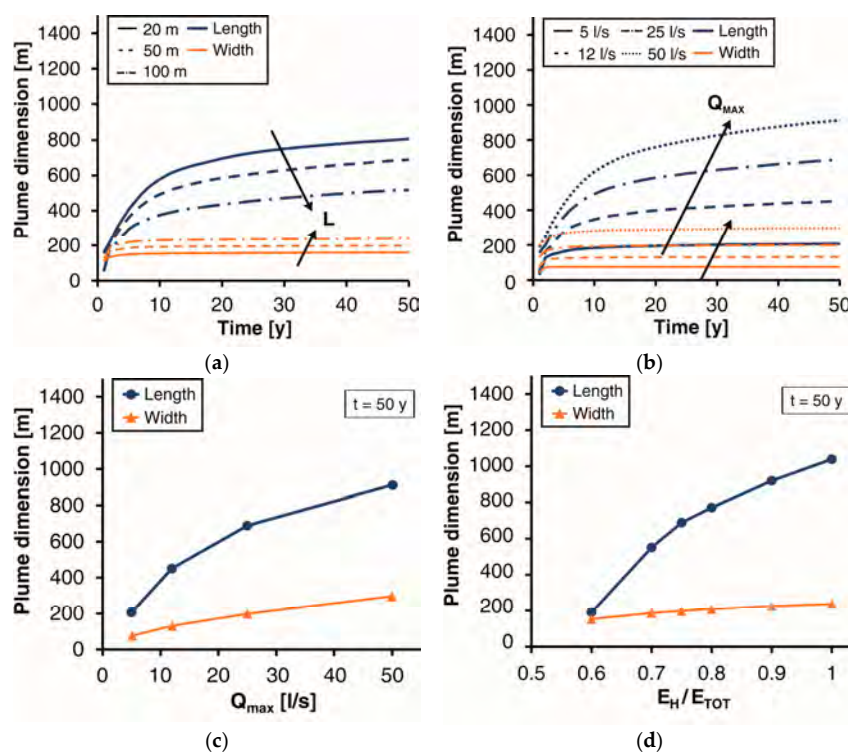 20 m Length
50 m Width
100 m
L
Plume dimension [m]
1400
1200
1000
800
600
400
200
0
0 10 20 30 40 50
Time [y]
(a)
5 l/s 25 l/s Length
12 l/s 50 l/s Width
QMAX
Plume dimension [m]
1400
1200
1000
800
600
400
200
0
0 10 20 30 40 50
Time [y]
(b)
Length
Width
t = 50 y
Plume dimension [m]
1400
1200
1000
800
600
400
200
0
0 10 20 30 40 50
Qmax [l/s]
(c)
Length
Width
t = 50 y
Plume dimension [m]
1400
1200
1000
800
600
400
200
0
0.5 0.6 0.7 0.8 0.9 1
EH/ETOT
(d)